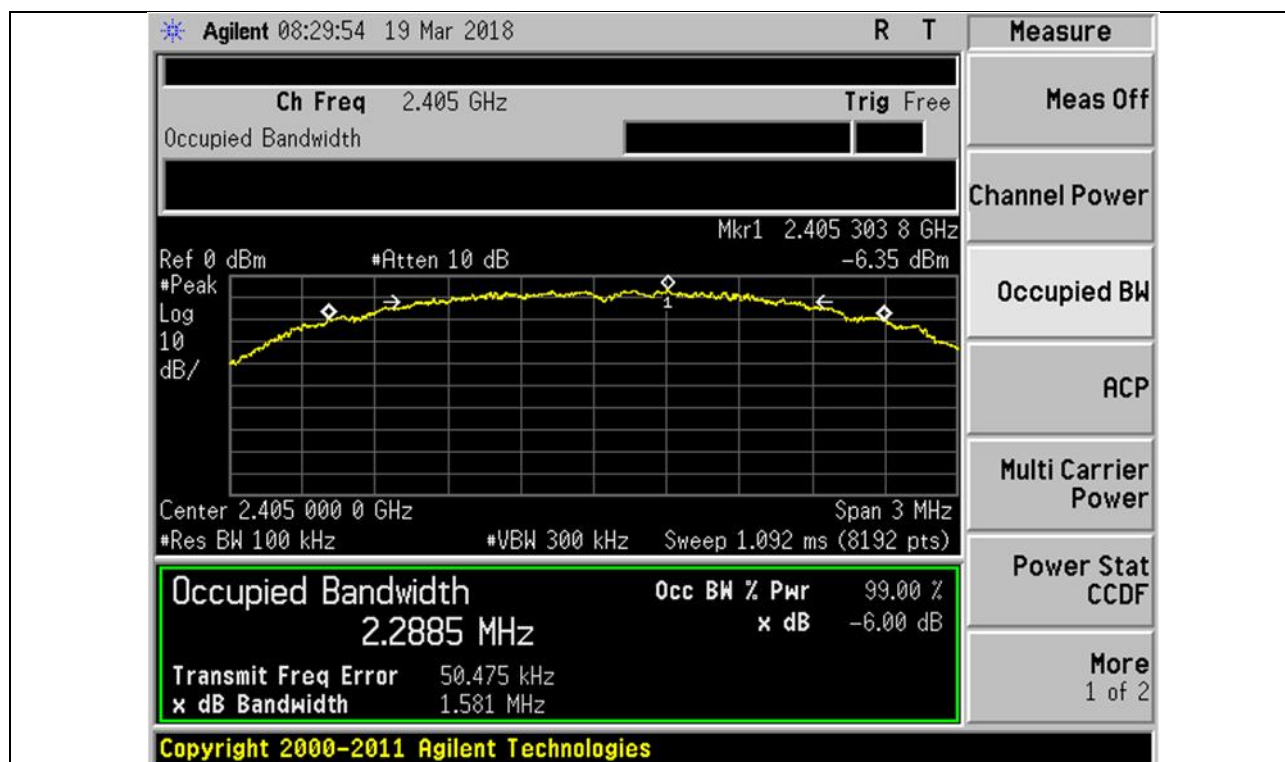 Agilent 08:29:54 19 Mar 2018 R T
Measure
Ch Freq 2.405 GHz Trig Free
Occupied Bandwidth
Meas Off
Channel Power
Occupied BW
ACP
Multi Carrier
Power
Power Stat
CCDF
More
1 of 2
Mkr1 2.405 303 8 GHz
Ref 0 dBm #Atten 10 dB -6.35 dBm
#Peak
Log
10
dB/
1
Center 2.405 000 0 GHz Span 3 MHz
#Res BW 100 kHz #VBW 300 kHz Sweep 1.092 ms (8192 pts)
Occupied Bandwidth Occ BW % Pwr 99.00 %
2.2885 MHz x dB -6.00 dB
Transmit Freq Error 50.475 kHz
x dB Bandwidth 1.581 MHz
Copyright 2000-2011 Agilent Technologies